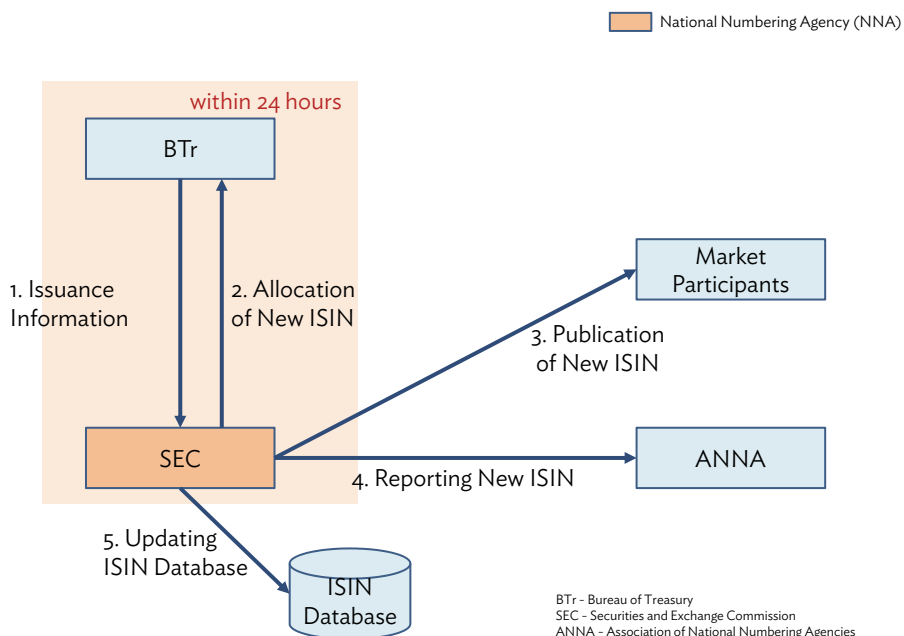 National Numbering Agency (NNA)
within 24 hours
BTr
1. Issuance
Information
2. Allocation
of New ISIN
Market
Participants
3. Publication
of New ISIN
SEC
ANNA
4. Reporting New ISIN
5. Updating
ISIN Database
ISIN
Database
BTr - Bureau of Treasury
SEC - Securities and Exchange Commission
ANNA - Association of National Numbering Agencies